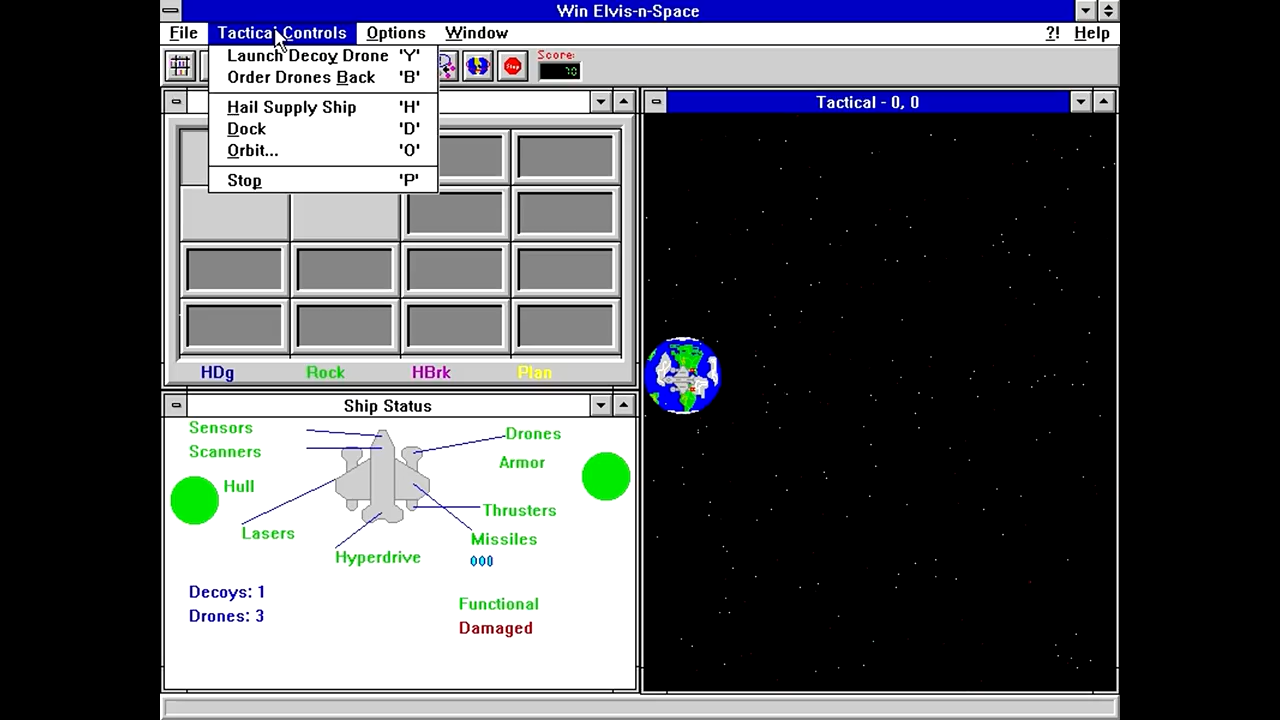 Win Elvis-n-Space
File Tactical Controls Options Window ?! Help
Launch Decoy Drone 'Y'
Order Drones Back 'B'
Hail Supply Ship 'H'
Dock 'D'
Orbit... 'O'
Stop 'P'
Score:
70
Tactical - 0, 0
HDg Rock HBrk Plan
Ship Status
Sensors
Scanners
Hull
Lasers
Hyperdrive
Drones
Armor
Thrusters
Missiles
Decoys: 1
Drones: 3
Functional
Damaged